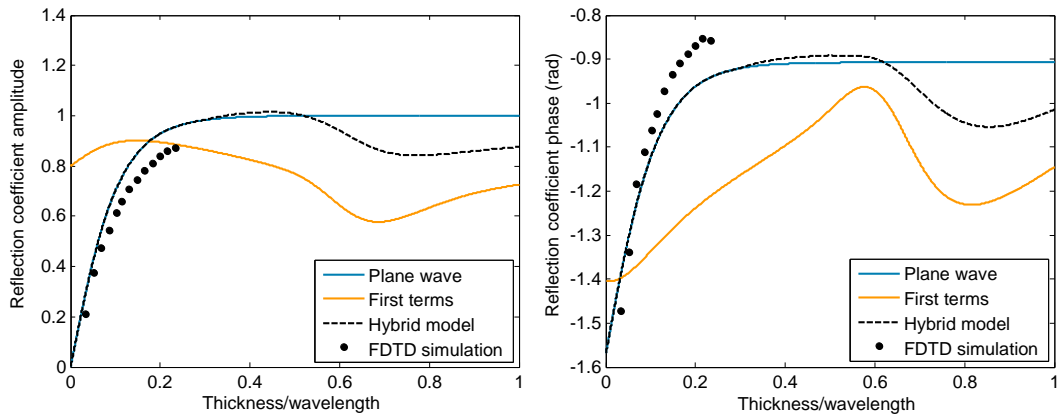 Reflection coefficient amplitude
1.4
1.2
1
0.8
0.6
0.4
0.2
0
0 0.2 0.4 0.6 0.8 1
Thickness/wavelength
Plane wave
First terms
Hybrid model
FDTD simulation
Reflection coefficient phase (rad)
-0.8
-0.9
-1
-1.1
-1.2
-1.3
-1.4
-1.5
-1.6
0 0.2 0.4 0.6 0.8 1
Thickness/wavelength
Plane wave
First terms
Hybrid model
FDTD simulation